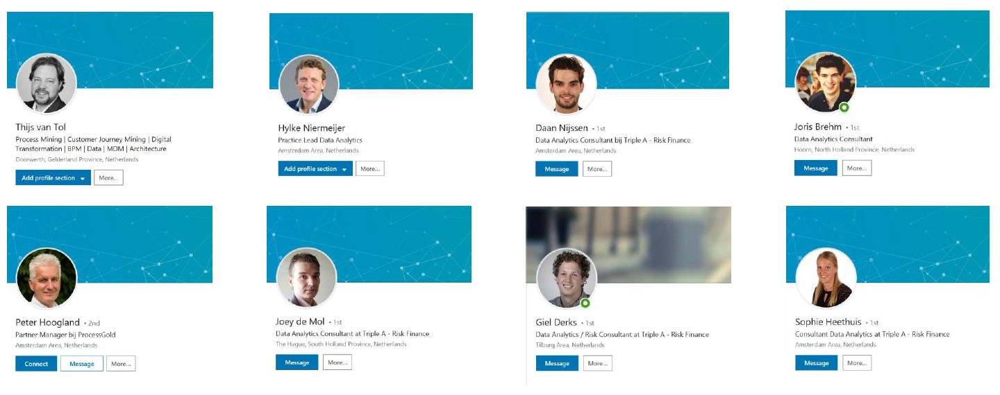 Thijs van Tol
Process Mining | Customer Journey Mining | Digital
Transformation | BPM | Data | MDM | Architecture
Doorwerth, Gelderland Province, Netherlands
Add profile section
More...
Hylke Niermeijer
Practice Lead Data Analytics
Amsterdam Area, Netherlands
Add profile section
More...
Daan Nijssen • 1st
Data Analytics Consultant bij Triple A - Risk Finance
Amsterdam Area, Netherlands
Message
More...
Joris Brehm • 1st
Data Analytics Consultant
Hoorn, North Holland Province, Netherlands
Message
More...
Peter Hoogland • 2nd
Partner Manager bij ProcessGold
Amsterdam Area, Netherlands
Connect
Message
More...
Joey de Mol • 1st
Data Analytics Consultant at Triple A - Risk Finance
The Hague, South Holland Province, Netherlands
Message
More...
Giel Derks • 1st
Data Analytics / Risk Consultant at Triple A - Risk Finance
Tilburg Area, Netherlands
Message
More...
Sophie Heethuis • 1st
Consultant Data Analytics at Triple A - Risk Finance
Amsterdam Area, Netherlands
Message
More...